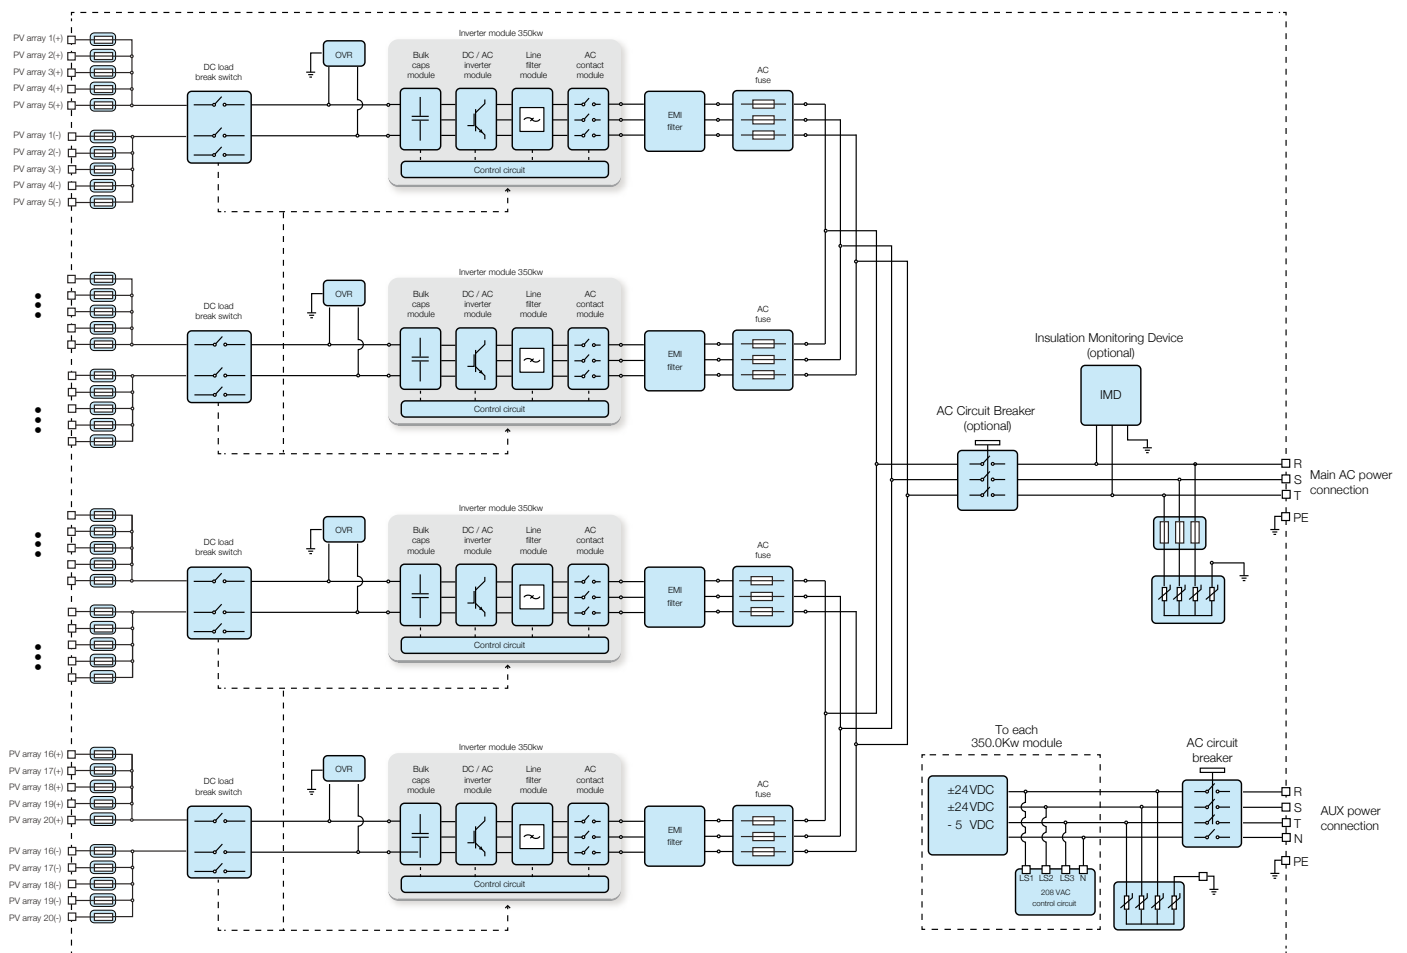 PV array 1(+)
PV array 2(+)
PV array 3(+)
PV array 4(+)
PV array 5(+)
PV array 1(-)
PV array 2(-)
PV array 3(-)
PV array 4(-)
PV array 5(-)
DC load
break switch
OVR
Inverter module 350kw
Bulk
caps
module
DC / AC
inverter
module
Line
filter
module
AC
contact
module
Control circuit
EMI
filter
AC
fuse
DC load
break switch
OVR
Inverter module 350kw
Bulk
caps
module
DC / AC
inverter
module
Line
filter
module
AC
contact
module
Control circuit
EMI
filter
AC
fuse
DC load
break switch
OVR
Inverter module 350kw
Bulk
caps
module
DC / AC
inverter
module
Line
filter
module
AC
contact
module
Control circuit
EMI
filter
AC
fuse
PV array 16(+)
PV array 17(+)
PV array 18(+)
PV array 19(+)
PV array 20(+)
PV array 16(-)
PV array 17(-)
PV array 18(-)
PV array 19(-)
PV array 20(-)
DC load
break switch
OVR
Inverter module 350kw
Bulk
caps
module
DC / AC
inverter
module
Line
filter
module
AC
contact
module
Control circuit
EMI
filter
AC
fuse
Insulation Monitoring Device
(optional)
IMD
AC Circuit Breaker
(optional)
R
S
T
PE
Main AC power
connection
To each
350.0Kw module
±24VDC
±24VDC
- 5 VDC
LS1 LS2 LS3 N
208 VAC
control circuit
AC circuit
breaker
R
S
T
N
PE
AUX power
connection